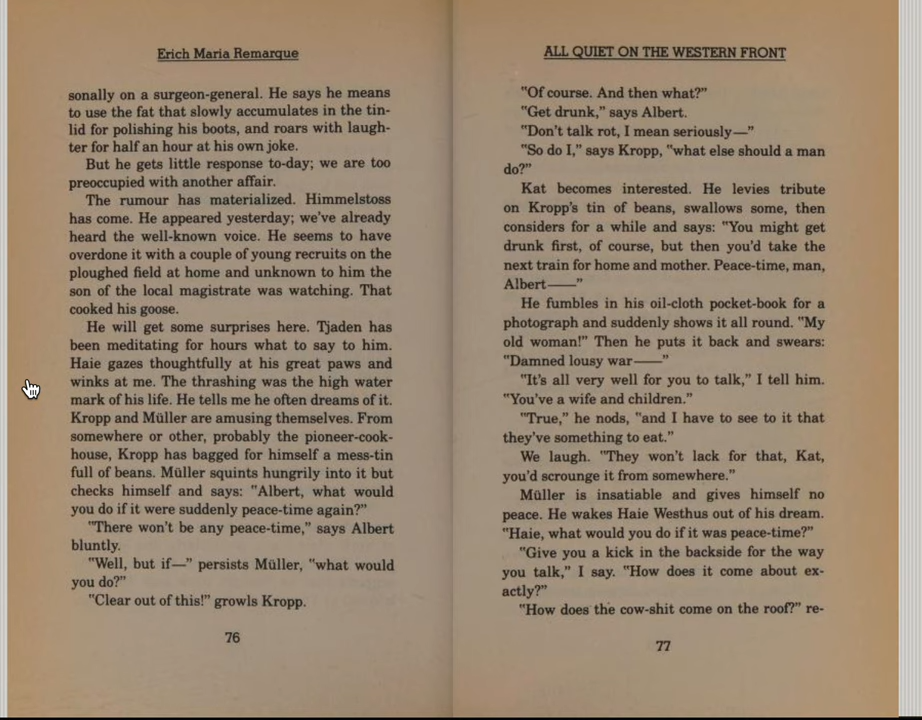 Erich Maria Remarque
sonally on a surgeon-general. He says he means
to use the fat that slowly accumulates in the tin-
lid for polishing his boots, and roars with laugh-
ter for half an hour at his own joke.
But he gets little response to-day; we are too
preoccupied with another affair.
The rumour has materialized. Himmelstoss
has come. He appeared yesterday; we've already
heard the well-known voice. He seems to have
overdone it with a couple of young recruits on the
ploughed field at home and unknown to him the
son of the local magistrate was watching. That
cooked his goose.
He will get some surprises here. Tjaden has
been meditating for hours what to say to him.
Haie gazes thoughtfully at his great paws and
winks at me. The thrashing was the high water
mark of his life. He tells me he often dreams of it.
Kropp and Müller are amusing themselves. From
somewhere or other, probably the pioneer-cook-
house, Kropp has bagged for himself a mess-tin
full of beans. Müller squints hungrily into it but
checks himself and says: "Albert, what would
you do if it were suddenly peace-time again?"
"There won't be any peace-time," says Albert
bluntly.
"Well, but if—" persists Müller, "what would
you do?"
"Clear out of this!" growls Kropp.
76
ALL QUIET ON THE WESTERN FRONT
"Of course. And then what?"
"Get drunk," says Albert.
"Don't talk rot, I mean seriously—"
"So do I," says Kropp, "what else should a man
do?"
Kat becomes interested. He levies tribute
on Kropp's tin of beans, swallows some, then
considers for a while and says: "You might get
drunk first, of course, but then you'd take the
next train for home and mother. Peace-time, man,
Albert——"
He fumbles in his oil-cloth pocket-book for a
photograph and suddenly shows it all round. "My
old woman!" Then he puts it back and swears:
"Damned lousy war——"
"It's all very well for you to talk," I tell him.
"You've a wife and children."
"True," he nods, "and I have to see to it that
they've something to eat."
We laugh. "They won't lack for that, Kat,
you'd scrounge it from somewhere."
Müller is insatiable and gives himself no
peace. He wakes Haie Westhus out of his dream.
"Haie, what would you do if it was peace-time?"
"Give you a kick in the backside for the way
you talk," I say. "How does it come about ex-
actly?"
"How does the cow-shit come on the roof?" re-
77